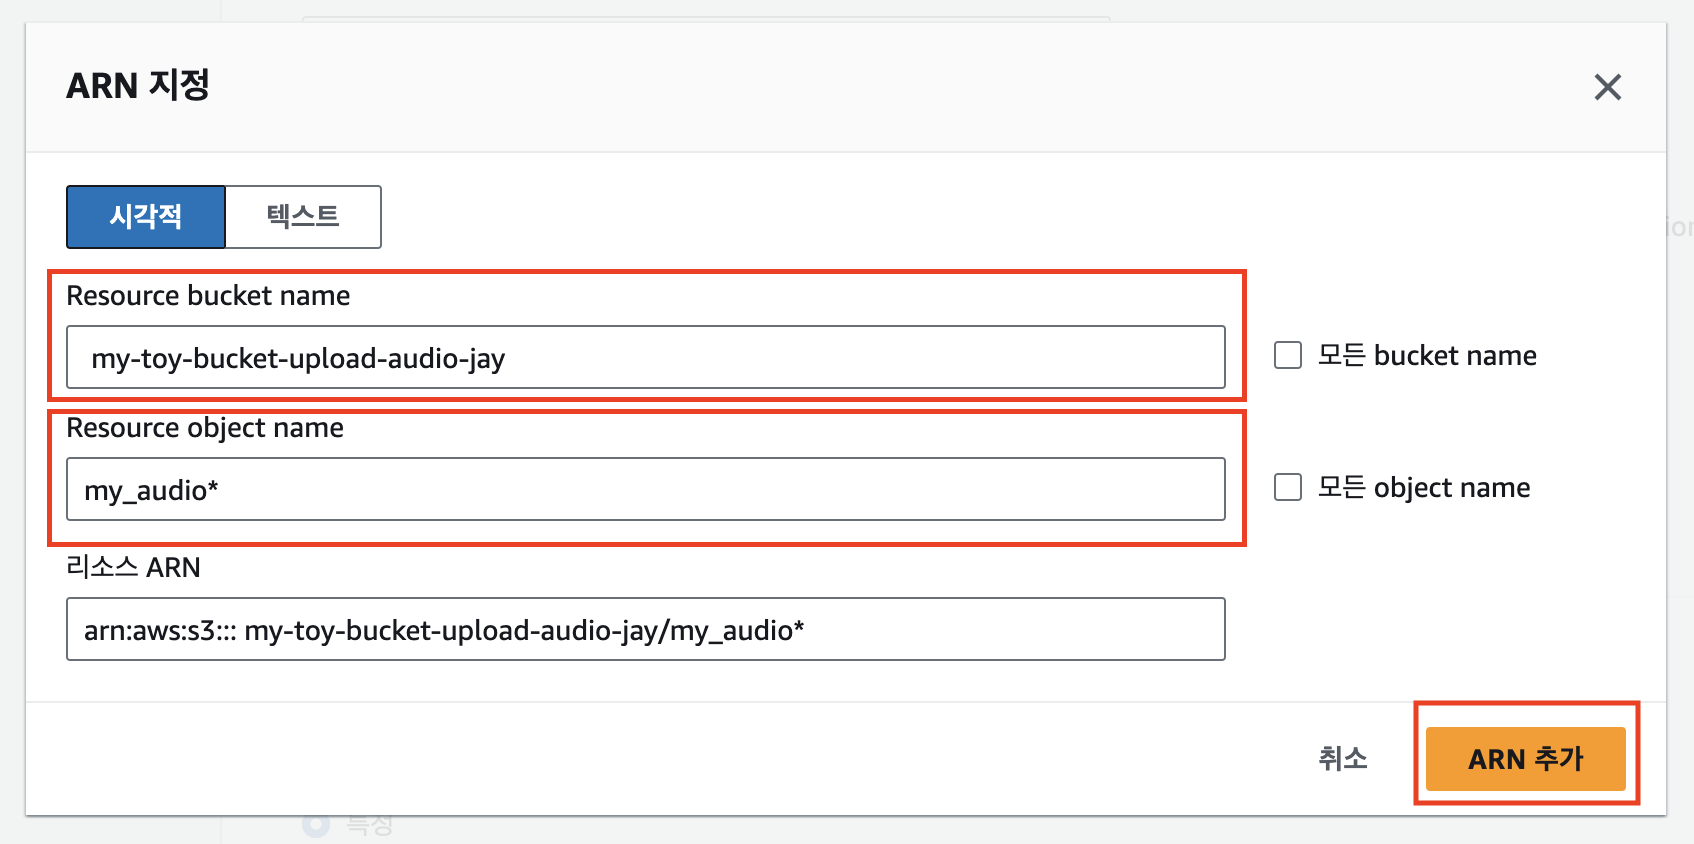 ARN 지정
시각적
텍스트
Resource bucket name
my-toy-bucket-upload-audio-jay
모든 bucket name
Resource object name
my_audio*
모든 object name
리소스 ARN
arn:aws:s3::: my-toy-bucket-upload-audio-jay/my_audio*
취소
ARN 추가
특정